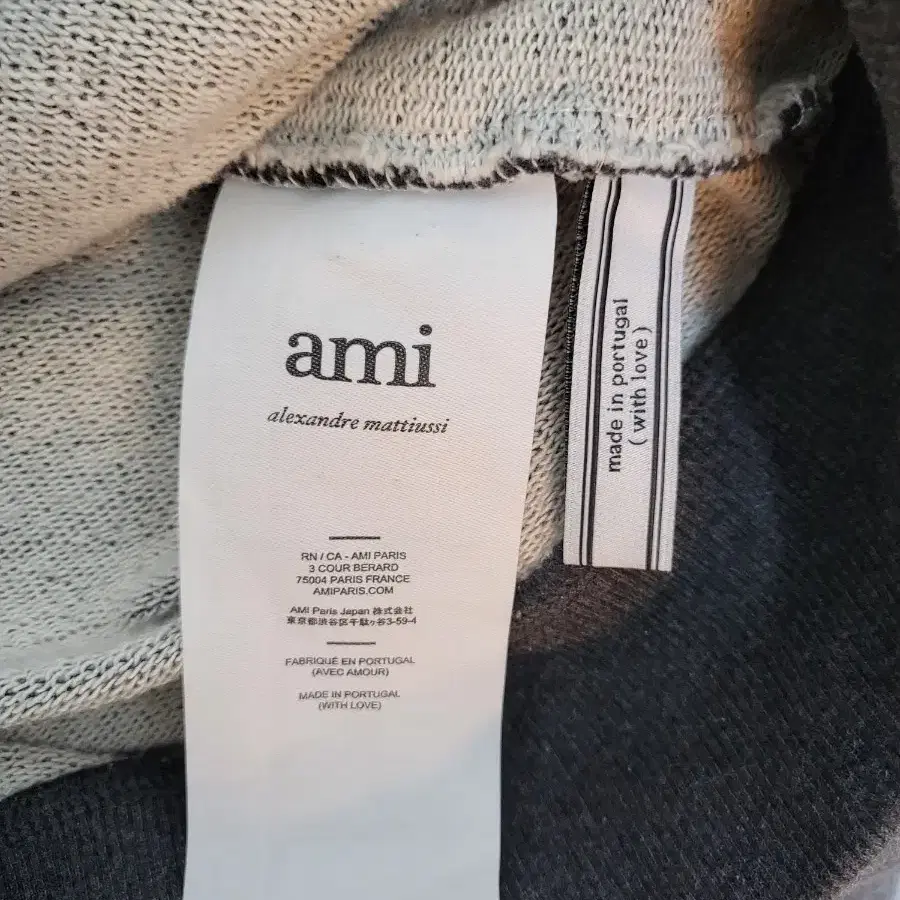 ami
alexandre mattiussi
RN / CA - AMI PARIS
3 COUR BERARD
75004 PARIS FRANCE
AMIPARIS.COM
AMI Paris Japan 株式会社
東京都渋谷区千駄ヶ谷3-59-4
FABRIQUÉ EN PORTUGAL
(AVEC AMOUR)
MADE IN PORTUGAL
(WITH LOVE)
made in portugal
(with love)